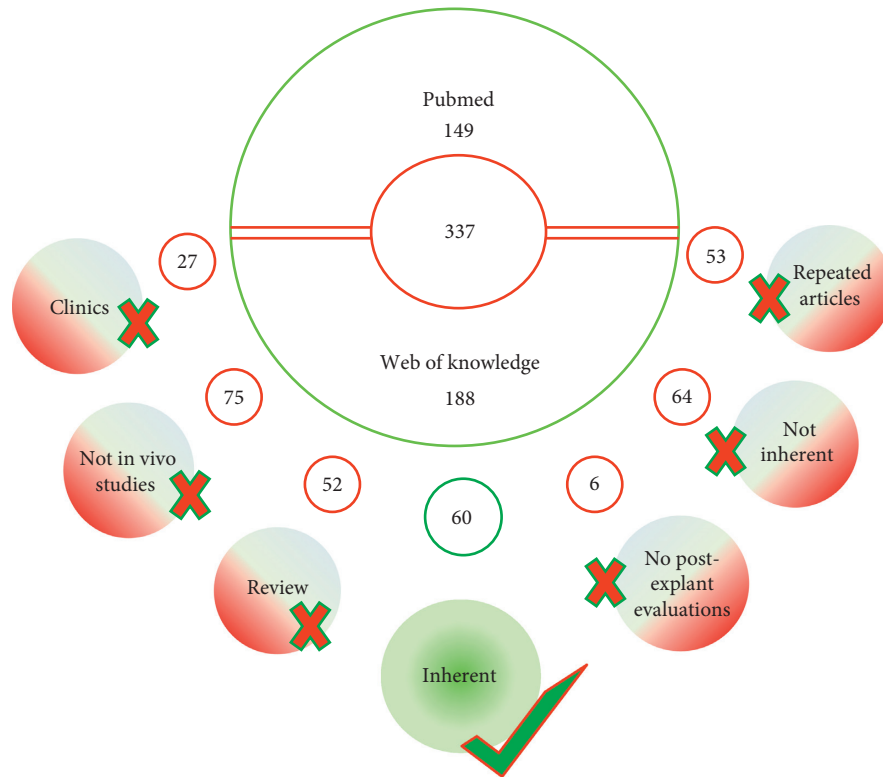 Pubmed
149
337
Web of knowledge
188
27
Clinics
75
Not in vivo
studies
52
Review
60
Inherent
6
No post-
explant
evaluations
64
Not
inherent
53
Repeated
articles